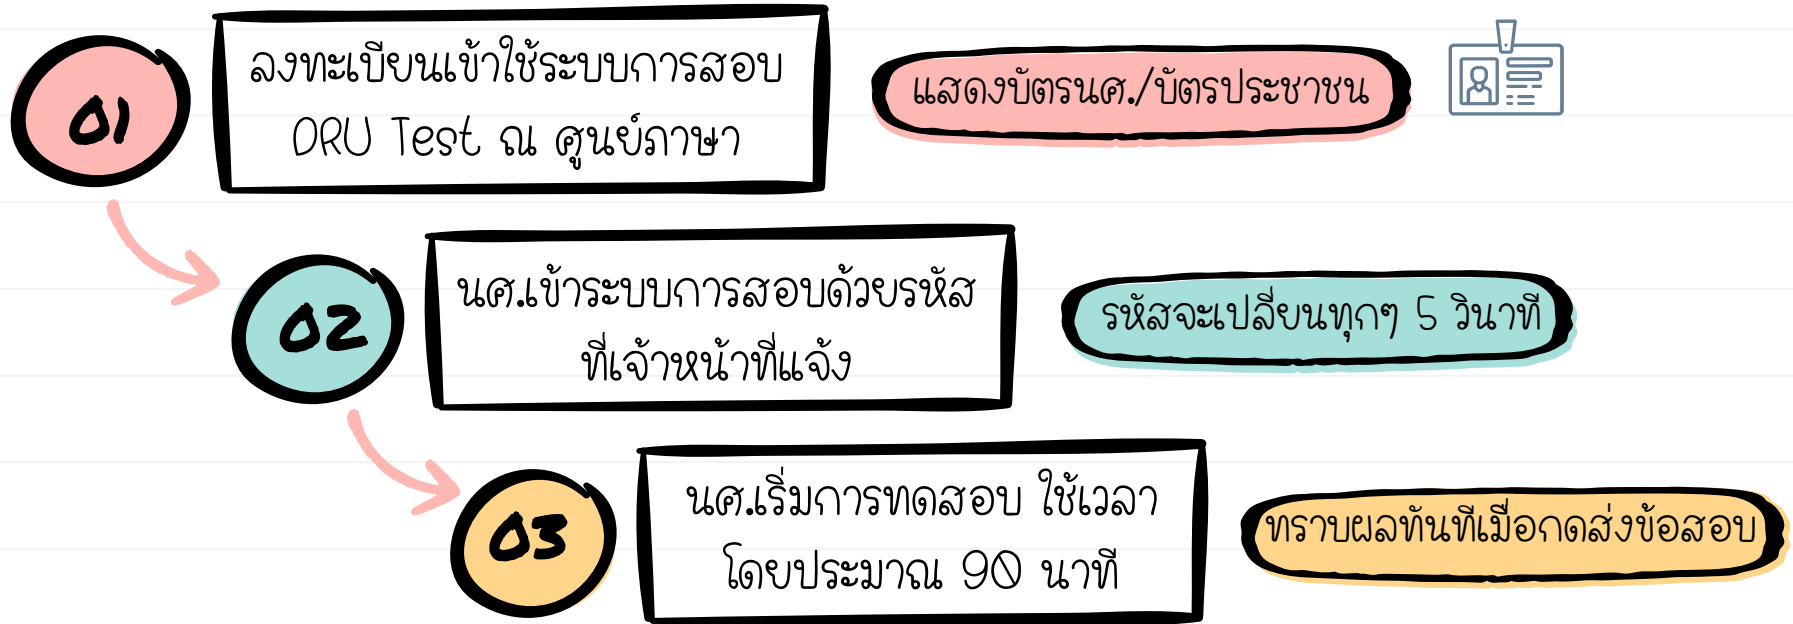 01
ลงทะเบียนเข้าใช้ระบบการสอบ
DRU Test ณ ศูนย์ภาษา
แสดงบัตรนศ./บัตรประชาชน
02
นศ.เข้าระบบการสอบด้วยรหัส
ที่เจ้าหน้าที่แจ้ง
รหัสจะเปลี่ยนทุกๆ 5 วินาที
03
นศ.เริ่มการทดสอบ ใช้เวลา
โดยประมาณ 90 นาที
ทราบผลทันทีเมื่อกดส่งข้อสอบ